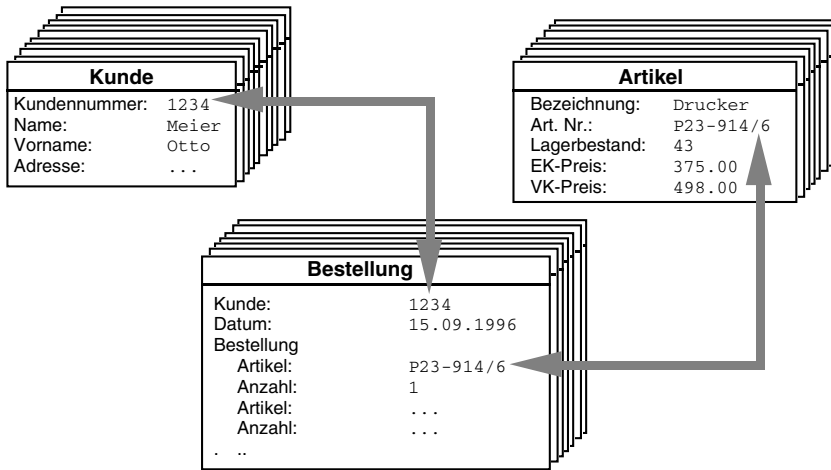 Kunde
Kundennummer: 1234
Name: Meier
Vorname: Otto
Adresse: ...
Artikel
Bezeichnung: Drucker
Art. Nr.: P23-914/6
Lagerbestand: 43
EK-Preis: 375.00
VK-Preis: 498.00
Bestellung
Kunde: 1234
Datum: 15.09.1996
Bestellung
Artikel: P23-914/6
Anzahl: 1
Artikel: ...
Anzahl: ...
. ..